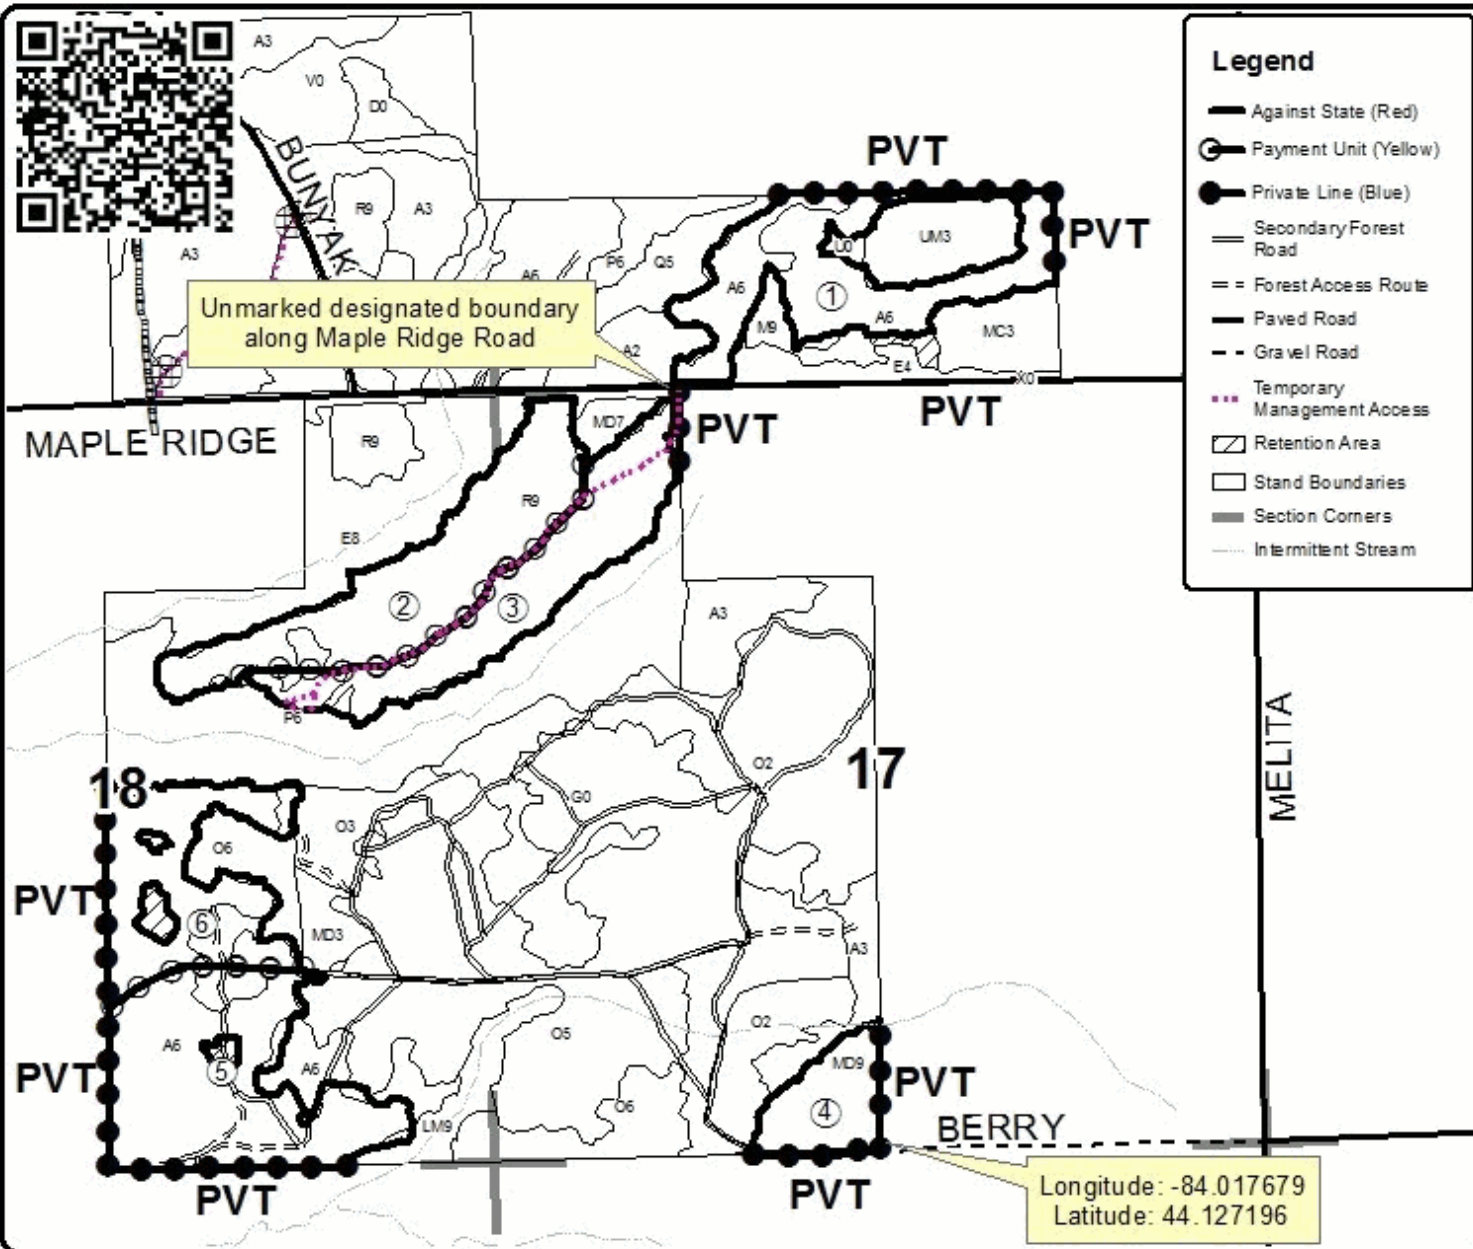 A3
V0
D0
BUNYAK
R9
A3
A3
PVT
PVT
UM3
U0
P6
Q5
A6
A6
1
A6
M9
MC3
E4
A2
X0
Unmarked designated boundary
along Maple Ridge Road
Legend
Against State (Red)
Payment Unit (Yellow)
Private Line (Blue)
Secondary Forest
Road
Forest Access Route
Paved Road
Gravel Road
Temporary
Management Access
Retention Area
Stand Boundaries
Section Corners
Intermittent Stream
MAPLE RIDGE
R9
MD7
PVT
PVT
R9
E8
2
3
A3
P6
MELITA
18
17
O2
G0
O3
O6
PVT
6
MD3
A3
O5
O2
A6
5
A6
PVT
MD9
PVT
4
LM9
O6
BERRY
PVT
PVT
Longitude: -84.017679
Latitude: 44.127196